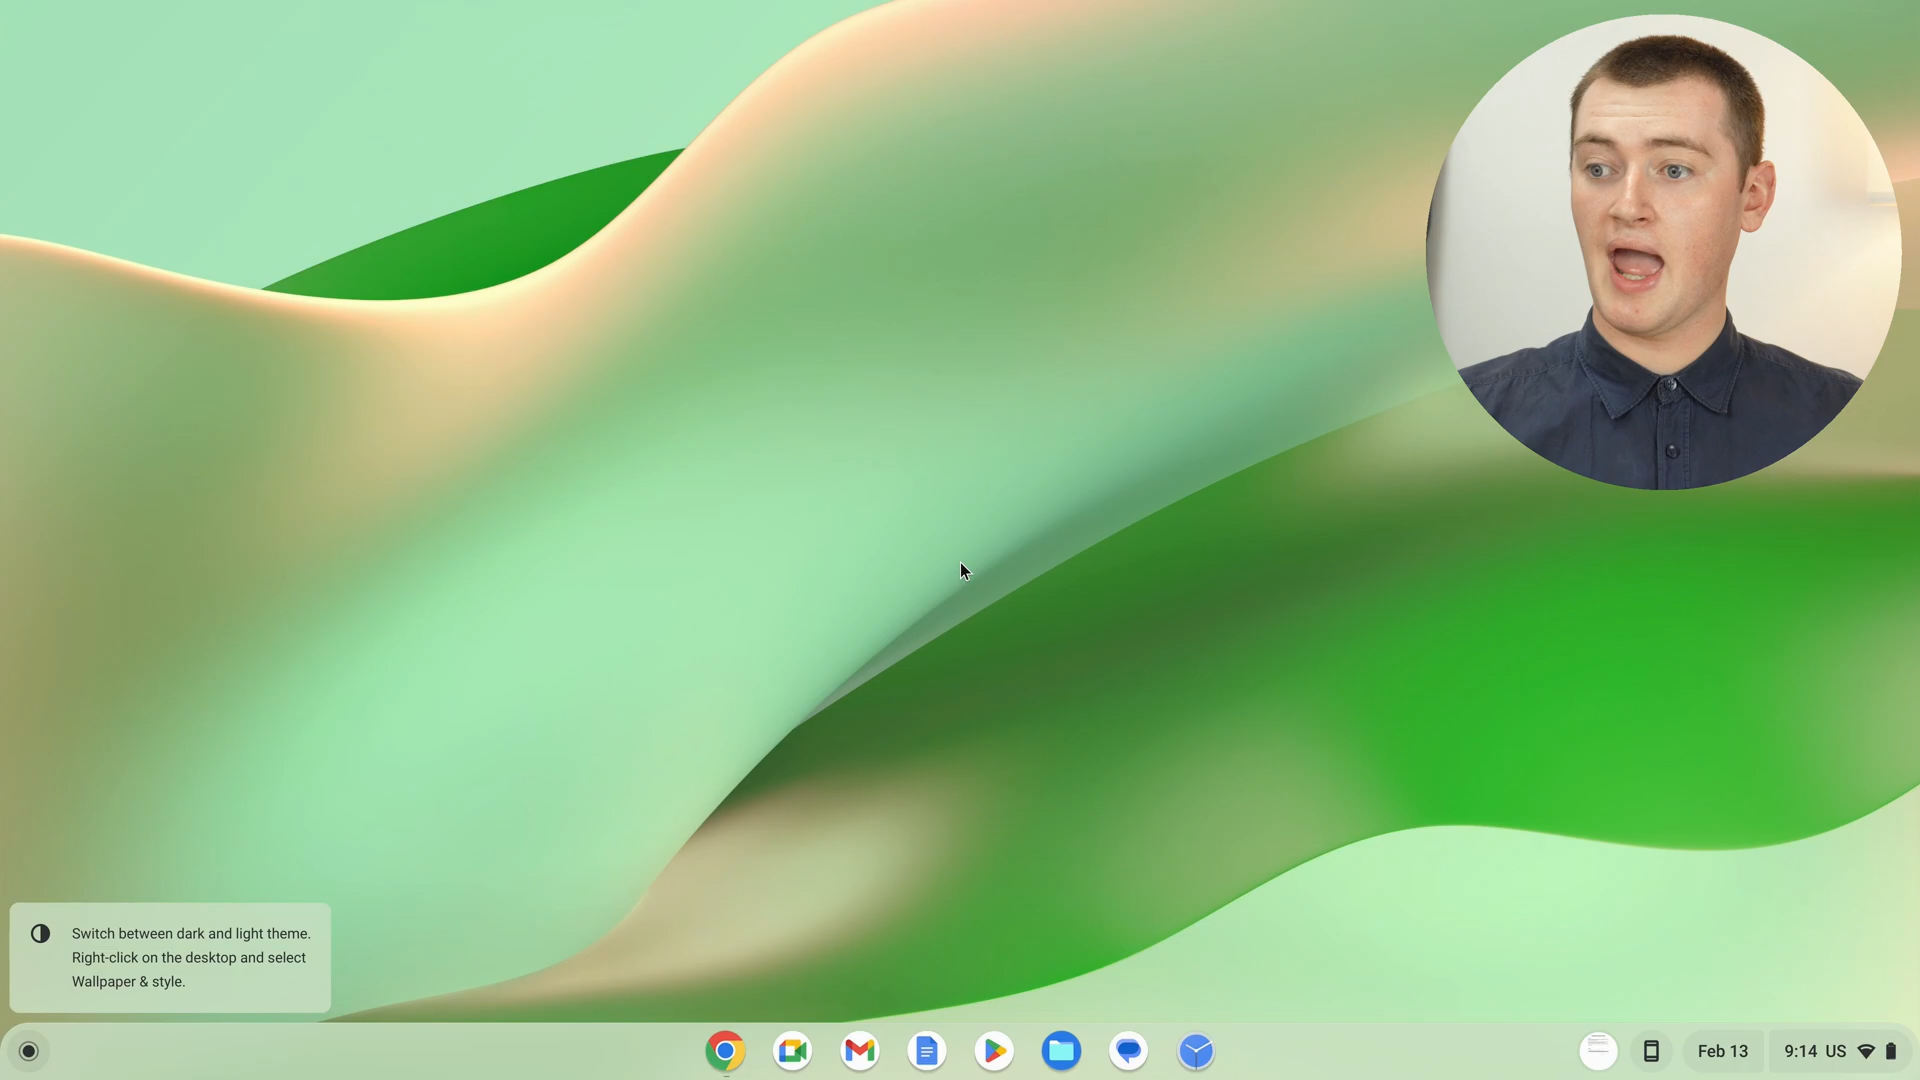 Switch between dark and light theme.
Right-click on the desktop and select
Wallpaper & style.
Feb 13
9:14 US